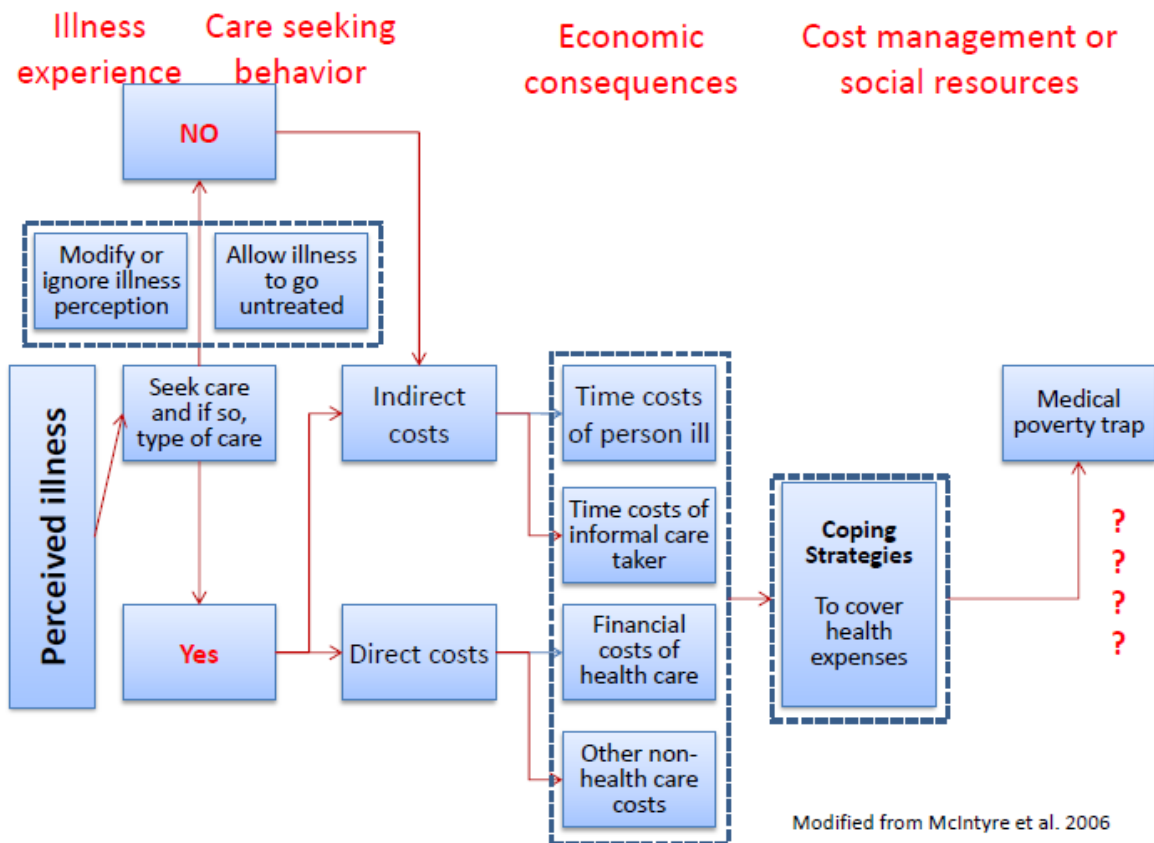 Illness
experience
Care seeking
behavior
Economic
consequences
Cost management or
social resources
NO
Modify or
ignore illness
perception
Allow illness
to go
untreated
Perceived illness
Seek care
and if so,
type of care
Indirect
costs
Time costs
of person ill
Medical
poverty trap
Time costs of
informal care
taker
Coping
Strategies
To cover
health
expenses
?
?
?
?
Yes
Direct costs
Financial
costs of
health care
Other non-
health care
costs
Modified from McIntyre et al. 2006